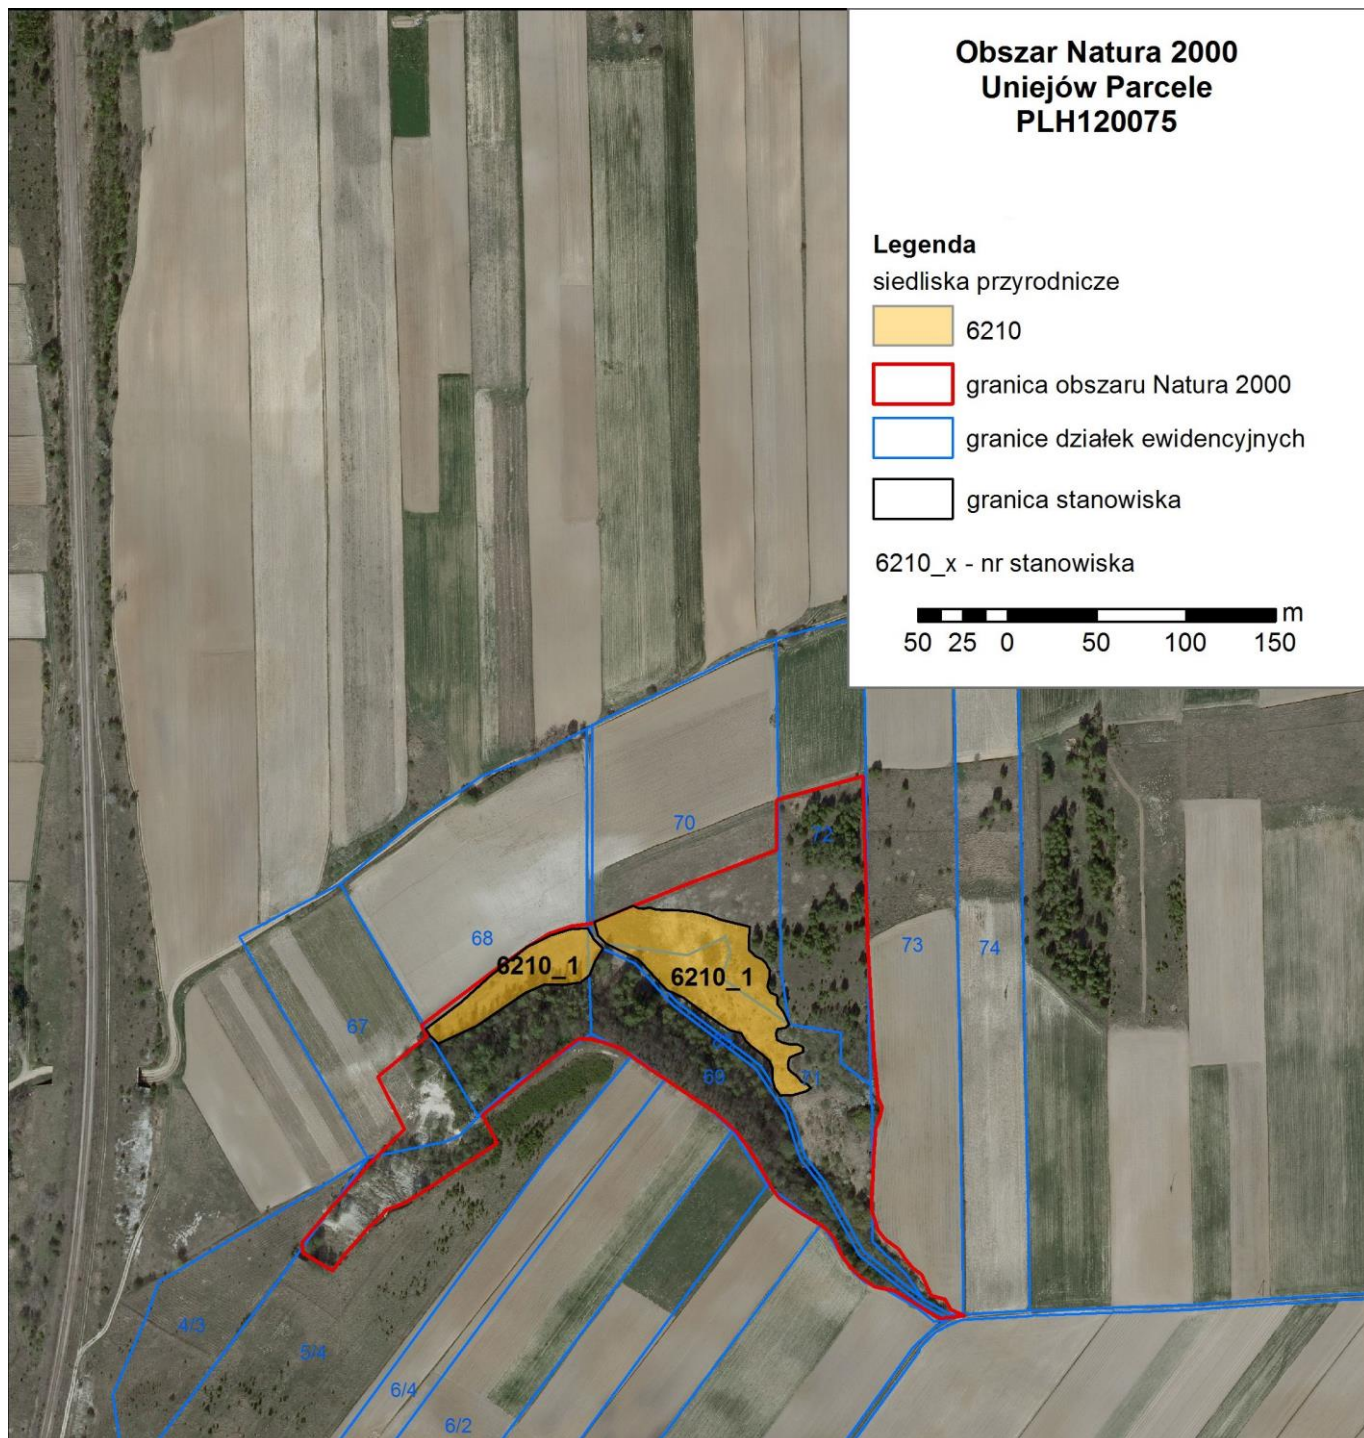 Obszar Natura 2000
Uniejów Parcele
PLH120075
Legenda
siedliska przyrodnicze
6210
granica obszaru Natura 2000
granice działek ewidencyjnych
granica stanowiska
6210_x - nr stanowiska
m
50 25 0 50 100 150
70
72
68
73
74
6210_1
6210_1
67
69
71
4/3
5/4
6/4
6/2